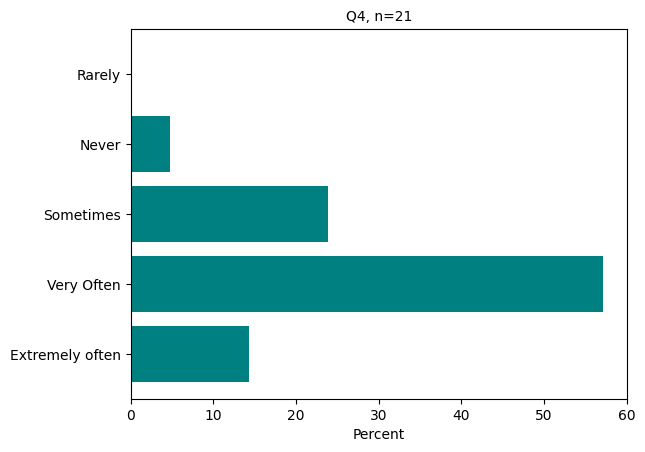 Q4, n=21
Rarely
Never
Sometimes
Very Often
Extremely often
0 10 20 30 40 50 60
Percent